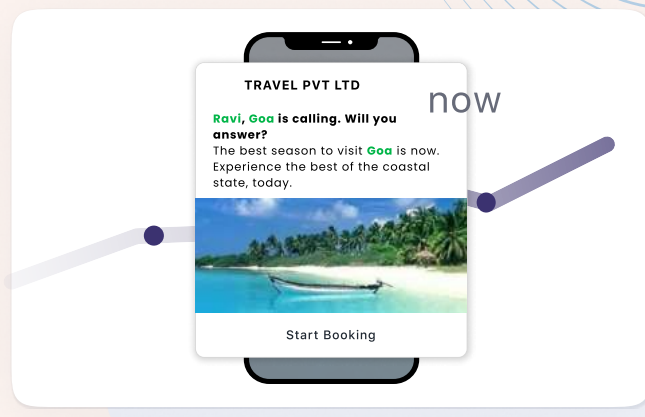 TRAVEL PVT LTD
now
Ravi, Goa is calling. Will you
answer?
The best season to visit Goa is now.
Experience the best of the coastal
state, today.
Start Booking